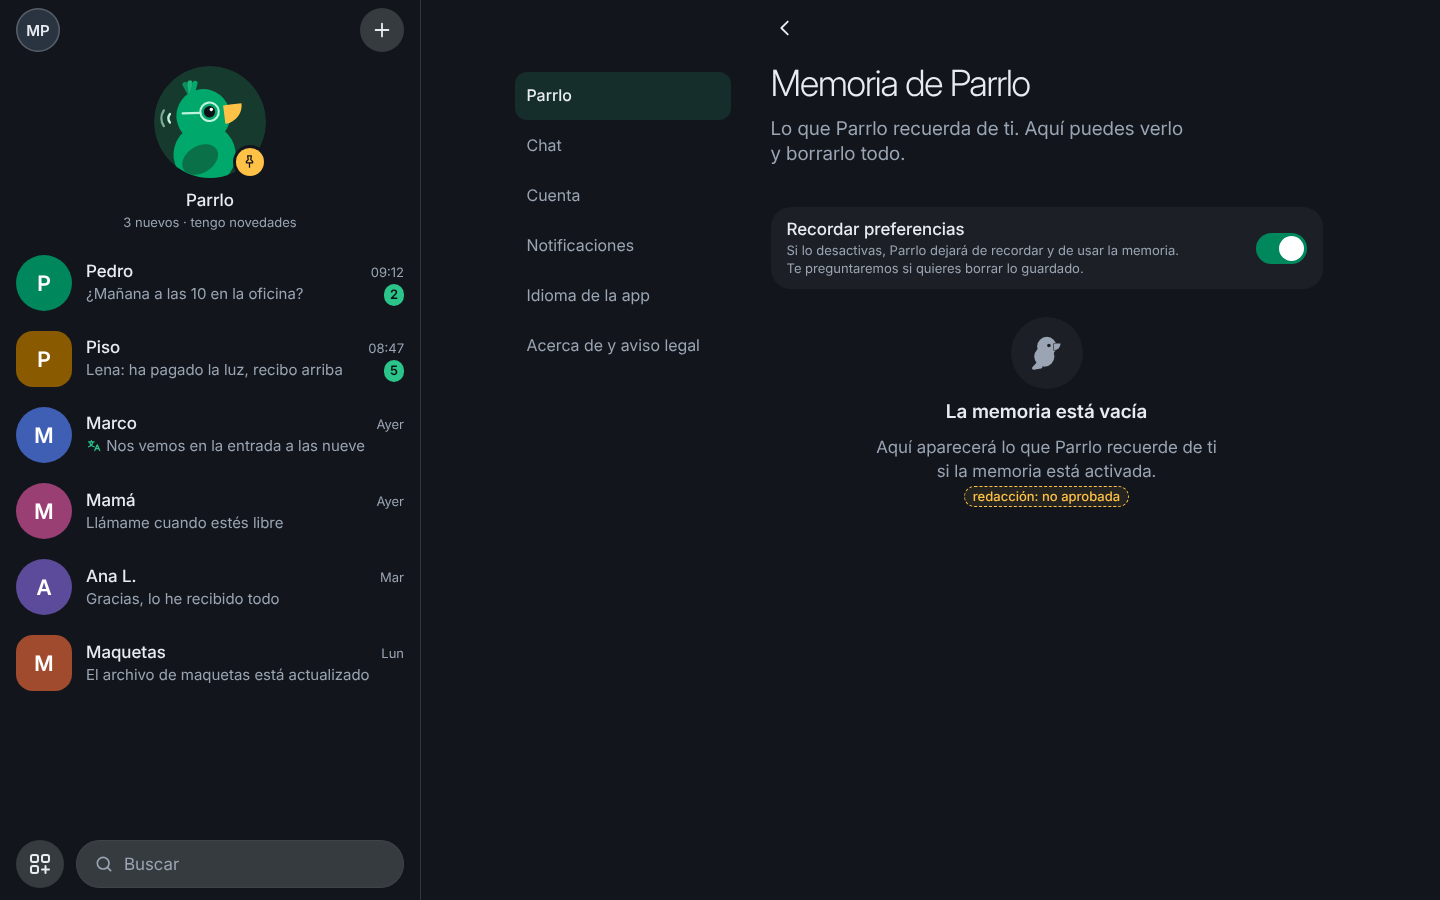 MP
Parrlo
3 nuevos · tengo novedades
P
Pedro
09:12
¿Mañana a las 10 en la oficina?
2
P
Piso
08:47
Lena: ha pagado la luz, recibo arriba
5
M
Marco
Ayer
Nos vemos en la entrada a las nueve
M
Mamá
Ayer
Llámame cuando estés libre
A
Ana L.
Mar
Gracias, lo he recibido todo
M
Maquetas
Lun
El archivo de maquetas está actualizado
Buscar
Parrlo
Chat
Cuenta
Notificaciones
Idioma de la app
Acerca de y aviso legal
Memoria de Parrlo
Lo que Parrlo recuerda de ti. Aquí puedes verlo
y borrarlo todo.
Recordar preferencias
Si lo desactivas, Parrlo dejará de recordar y de usar la memoria.
Te preguntaremos si quieres borrar lo guardado.
La memoria está vacía
Aquí aparecerá lo que Parrlo recuerde de ti
si la memoria está activada.
redacción: no aprobada